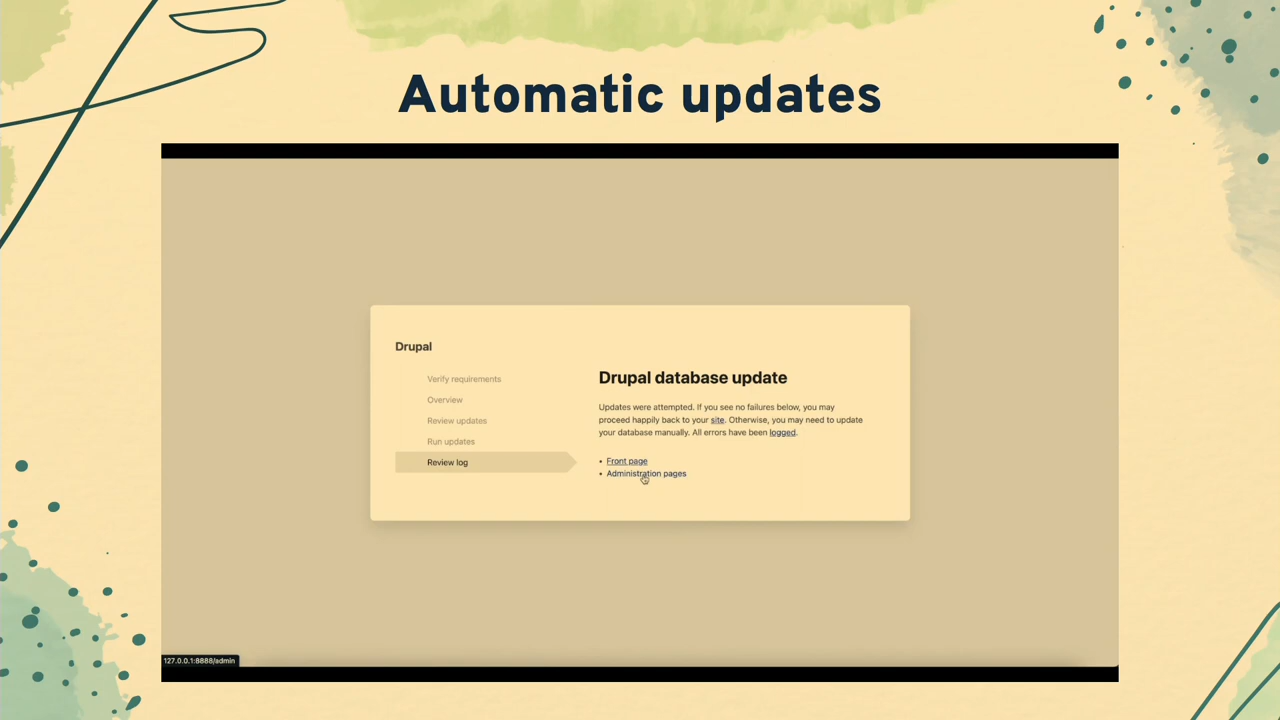 Automatic updates
Drupal
Verify requirements
Overview
Review updates
Run updates
Review log
Drupal database update
Updates were attempted. If you see no failures below, you may
proceed happily back to your site. Otherwise, you may need to update
your database manually. All errors have been logged.
• Front page
• Administration pages
127.0.0.1:8888/admin